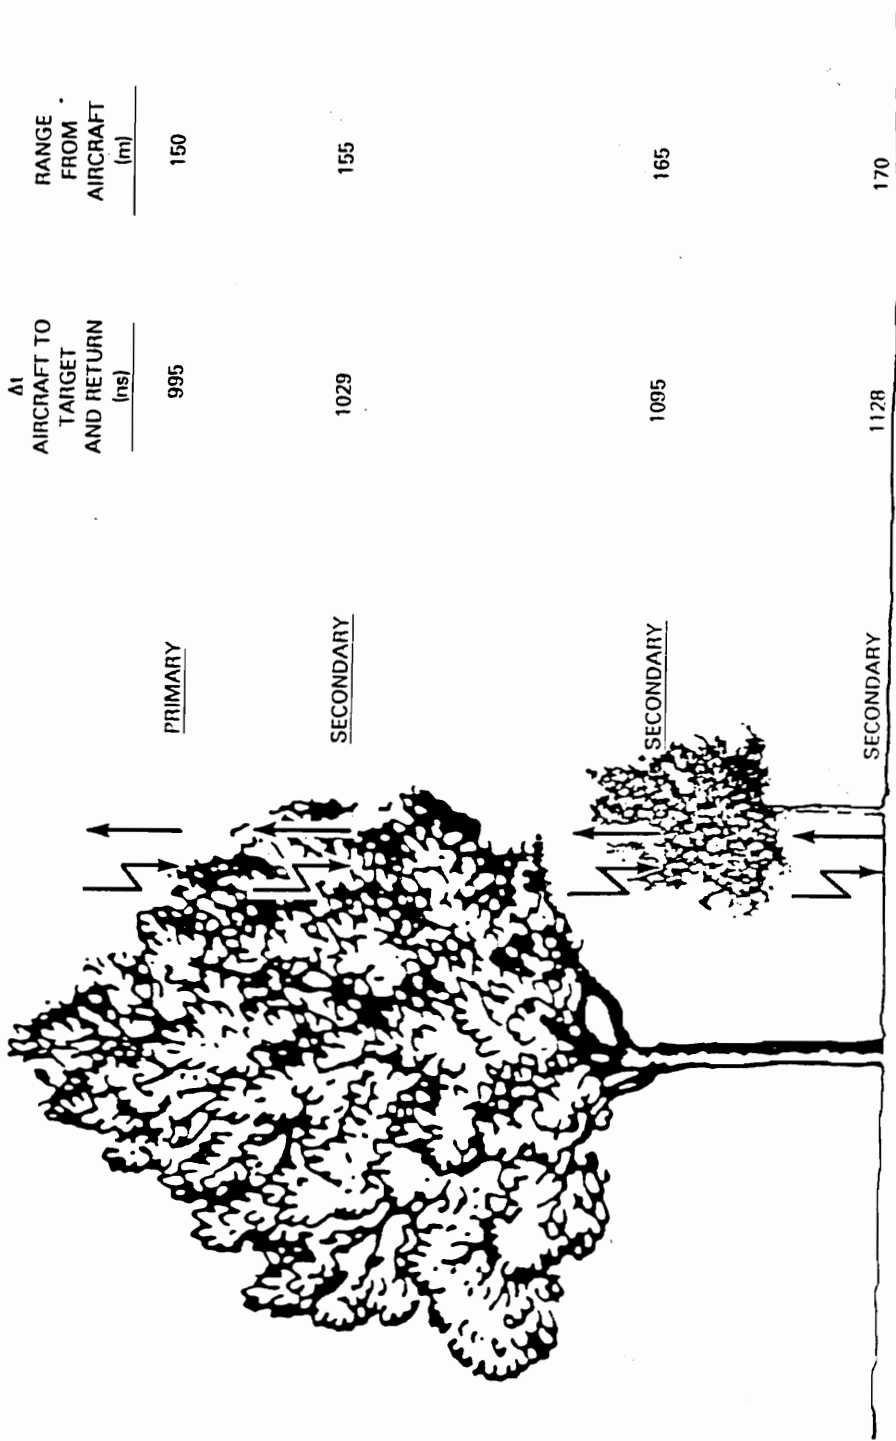 Δt
AIRCRAFT TO
TARGET
AND RETURN
(ns)
RANGE
FROM
AIRCRAFT
(m)
PRIMARY 995 150
SECONDARY 1029 155
SECONDARY 1095 165
SECONDARY 1128 170